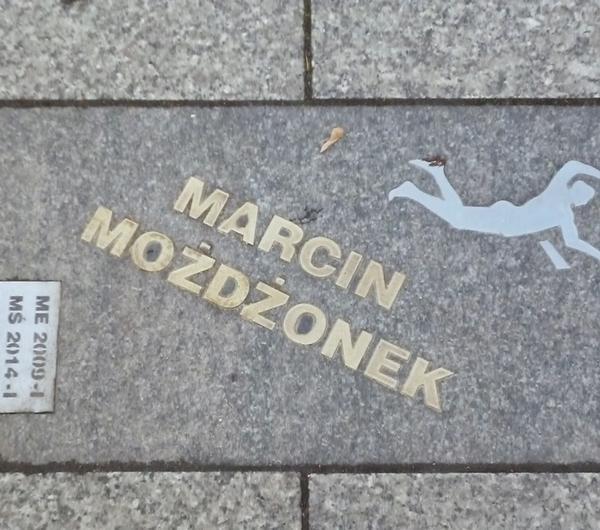 MARCIN
MOŻDŻONEK
ME 2009-I
MŚ 2014-I